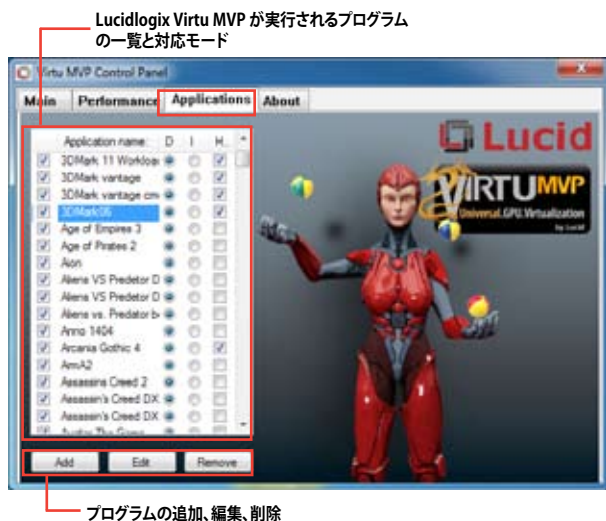 Lucidlogix Virtu MVP が実行されるプログラム
の一覧と対応モード
Virtu MVP Control Panel
Main Performance Applications About
Application name: D I H..
3DMark 11 Workloa
3DMark vantage
3DMark vantage cm
3DMark06
Age of Empires 3
Age of Pirates 2
Aion
Aliens VS Predetor D
Aliens VS Predetor D
Aliens vs. Predator b
Anno 1404
Arcania Gothic 4
ArmA2
Assassins Creed 2
Assassin's Creed DX
Assassin's Creed DX
Avatar The Game
Add Edit Remove
Lucid
VIRTU MVP
Universal.GPU.Virtualization
by Lucid
プログラムの追加、編集、削除